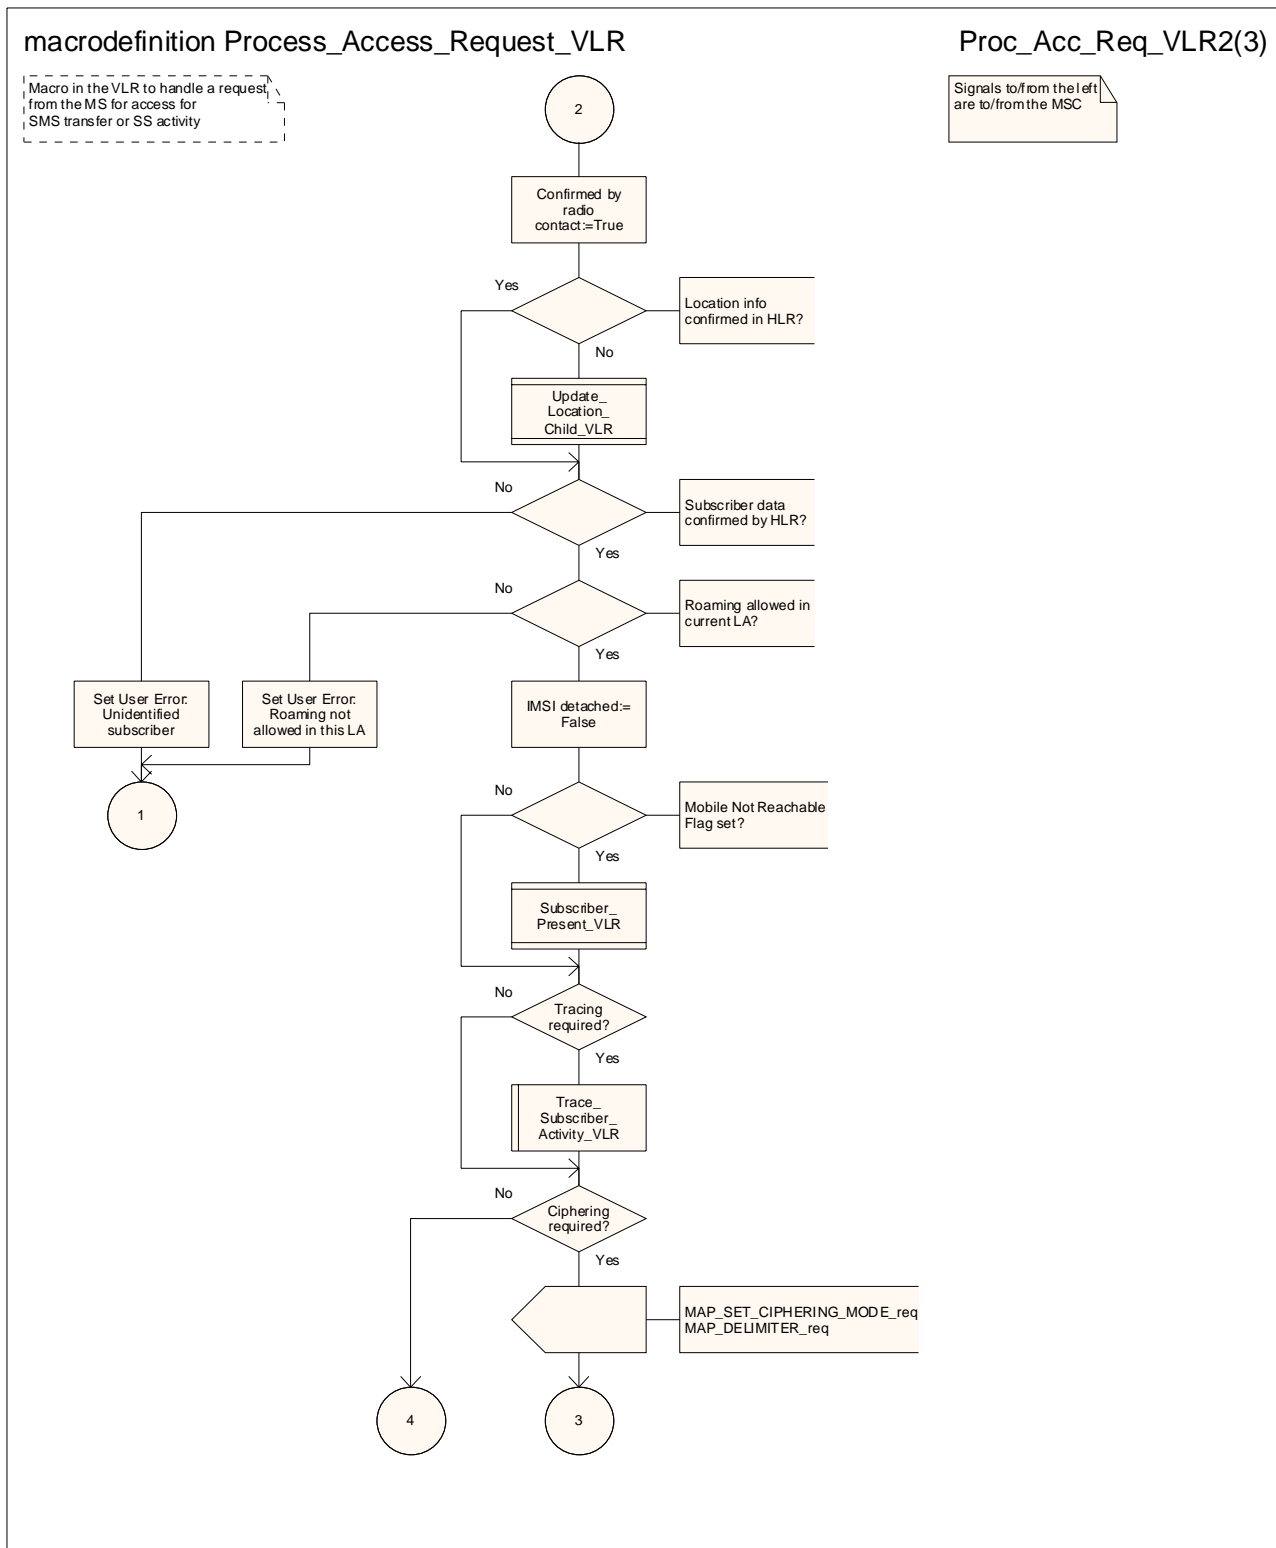 macrodefinition Process_Access_Request_VLR
Proc_Acc_Req_VLR2(3)
Macro in the VLR to handle a request
from the MS for access for
SMS transfer or SS activity
Signals to/from the left
are to/from the MSC
2
Confirmed by
radio
contact:=True
Yes
Location info
confirmed in HLR?
No
Update_
Location_
Child_VLR
No
Subscriber data
confirmed by HLR?
Yes
No
Roaming allowed in
current LA?
Yes
Set User Error:
Unidentified
subscriber
Set User Error:
Roaming not
allowed in this LA
IMSI detached:=
False
1
No
Mobile Not Reachable
Flag set?
Yes
Subscriber_
Present_VLR
No
Tracing
required?
Yes
Trace_
Subscriber_
Activity_VLR
No
Ciphering
required?
Yes
MAP_SET_CIPHERING_MODE_req
MAP_DELIMITER_req
4
3